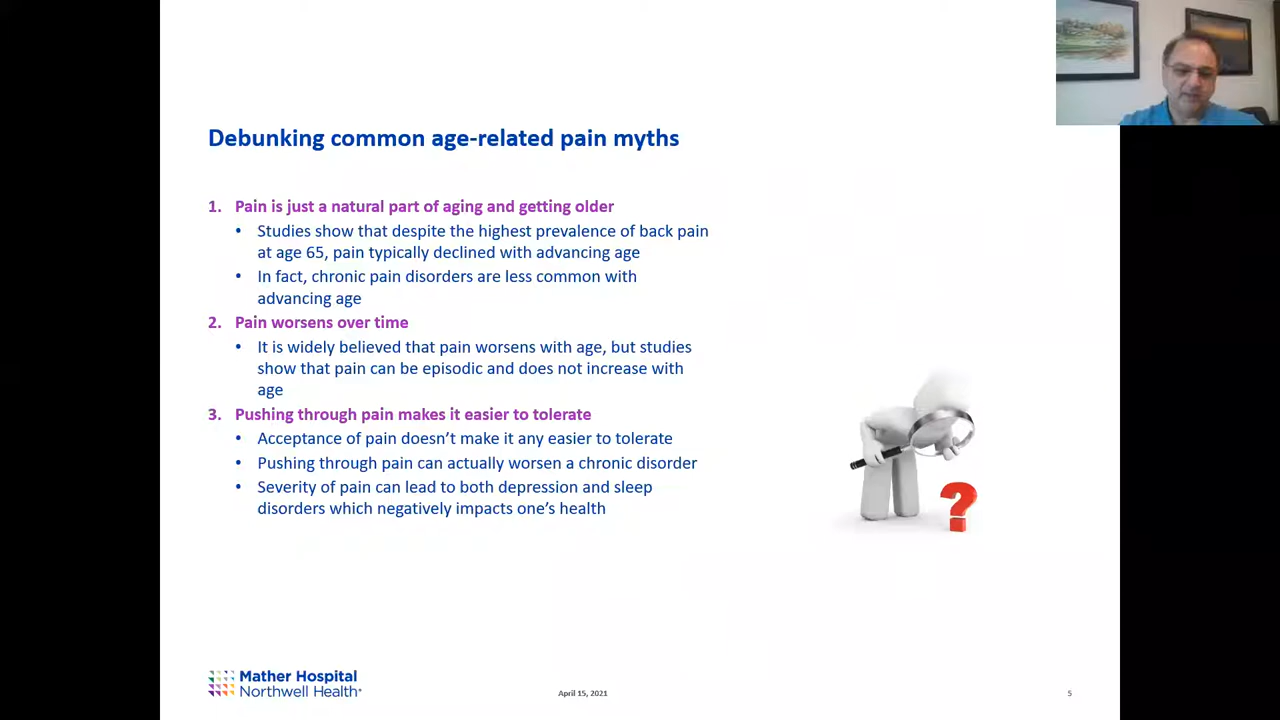 Debunking common age-related pain myths
1. Pain is just a natural part of aging and getting older
• Studies show that despite the highest prevalence of back pain
at age 65, pain typically declined with advancing age
• In fact, chronic pain disorders are less common with
advancing age
2. Pain worsens over time
• It is widely believed that pain worsens with age, but studies
show that pain can be episodic and does not increase with
age
3. Pushing through pain makes it easier to tolerate
• Acceptance of pain doesn’t make it any easier to tolerate
• Pushing through pain can actually worsen a chronic disorder
• Severity of pain can lead to both depression and sleep
disorders which negatively impacts one’s health
?
Mather Hospital
Northwell Health®
April 15, 2021
5